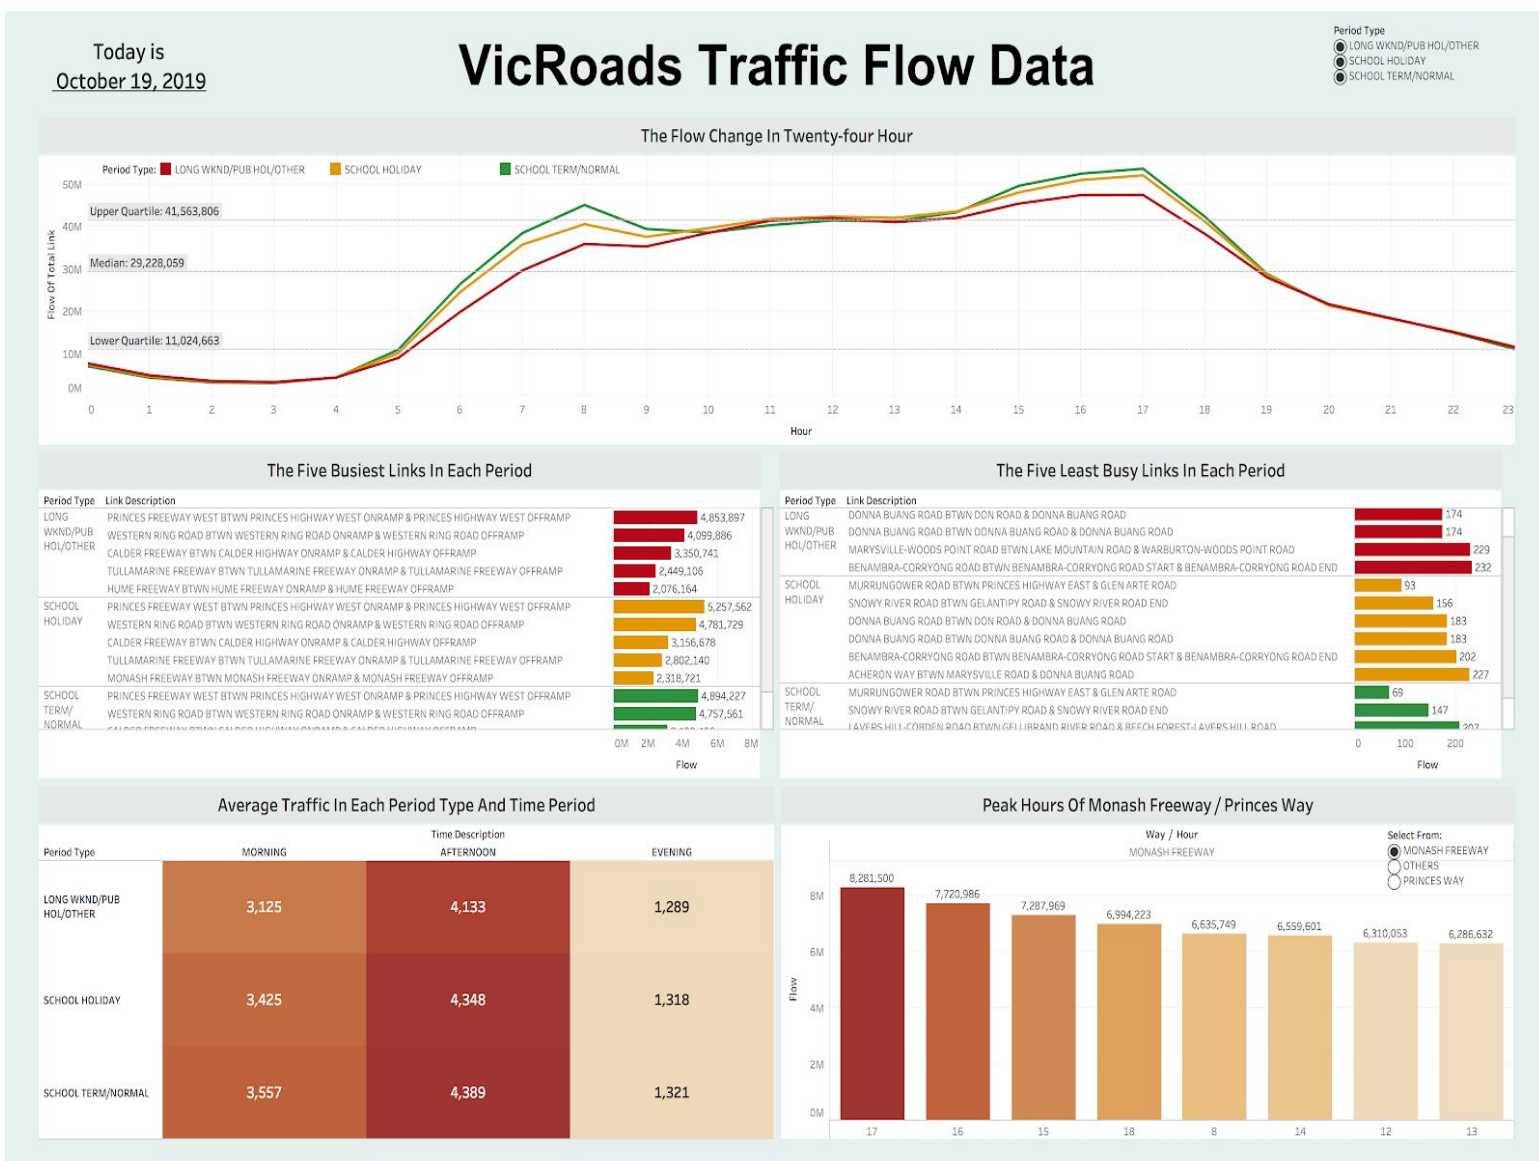 Today is
October 19, 2019
VicRoads Traffic Flow Data
Period Type
LONG WKND/PUB HOL/OTHER
SCHOOL HOLIDAY
SCHOOL TERM/NORMAL
The Flow Change In Twenty-four Hour
Period Type: LONG WKND/PUB HOL/OTHER SCHOOL HOLIDAY SCHOOL TERM/NORMAL
50M
Upper Quartile: 41,563,806
40M
Median: 29,228,059
30M
20M
Lower Quartile: 11,024,663
10M
0M
Flow Of Total Link
0 1 2 3 4 5 6 7 8 9 10 11 12 13 14 15 16 17 18 19 20 21 22 23
Hour
The Five Busiest Links In Each Period
Period Type Link Description
LONG WKND/PUB HOL/OTHER
PRINCES FREEWAY WEST BTWN PRINCES HIGHWAY WEST ONRAMP & PRINCES HIGHWAY WEST OFFRAMP 4,853,897
WESTERN RING ROAD BTWN WESTERN RING ROAD ONRAMP & WESTERN RING ROAD OFFRAMP 4,099,886
CALDER FREEWAY BTWN CALDER HIGHWAY ONRAMP & CALDER HIGHWAY OFFRAMP 3,350,741
TULLAMARINE FREEWAY BTWN TULLAMARINE FREEWAY ONRAMP & TULLAMARINE FREEWAY OFFRAMP 2,449,106
HUME FREEWAY BTWN HUME FREEWAY ONRAMP & HUME FREEWAY OFFRAMP 2,076,164
SCHOOL HOLIDAY
PRINCES FREEWAY WEST BTWN PRINCES HIGHWAY WEST ONRAMP & PRINCES HIGHWAY WEST OFFRAMP 5,257,562
WESTERN RING ROAD BTWN WESTERN RING ROAD ONRAMP & WESTERN RING ROAD OFFRAMP 4,781,729
CALDER FREEWAY BTWN CALDER HIGHWAY ONRAMP & CALDER HIGHWAY OFFRAMP 3,156,678
TULLAMARINE FREEWAY BTWN TULLAMARINE FREEWAY ONRAMP & TULLAMARINE FREEWAY OFFRAMP 2,802,140
MONASH FREEWAY BTWN MONASH FREEWAY ONRAMP & MONASH FREEWAY OFFRAMP 2,318,721
SCHOOL TERM/ NORMAL
PRINCES FREEWAY WEST BTWN PRINCES HIGHWAY WEST ONRAMP & PRINCES HIGHWAY WEST OFFRAMP 4,894,227
WESTERN RING ROAD BTWN WESTERN RING ROAD ONRAMP & WESTERN RING ROAD OFFRAMP 4,757,561
CALDER FREEWAY BTWN CALDER HIGHWAY ONRAMP & CALDER HIGHWAY OFFRAMP
0M 2M 4M 6M 8M
Flow
The Five Least Busy Links In Each Period
Period Type Link Description
LONG WKND/PUB HOL/OTHER
DONNA BUANG ROAD BTWN DON ROAD & DONNA BUANG ROAD 174
DONNA BUANG ROAD BTWN DONNA BUANG ROAD & DONNA BUANG ROAD 174
MARYSVILLE-WOODS POINT ROAD BTWN LAKE MOUNTAIN ROAD & WARBURTON-WOODS POINT ROAD 229
BENAMBRA-CORRYONG ROAD BTWN BENAMBRA-CORRYONG ROAD START & BENAMBRA-CORRYONG ROAD END 232
SCHOOL HOLIDAY
MURRUNGOWER ROAD BTWN PRINCES HIGHWAY EAST & GLEN ARTE ROAD 93
SNOWY RIVER ROAD BTWN GELANTIPY ROAD & SNOWY RIVER ROAD END 156
DONNA BUANG ROAD BTWN DON ROAD & DONNA BUANG ROAD 183
DONNA BUANG ROAD BTWN DONNA BUANG ROAD & DONNA BUANG ROAD 183
BENAMBRA-CORRYONG ROAD BTWN BENAMBRA-CORRYONG ROAD START & BENAMBRA-CORRYONG ROAD END 202
ACHERON WAY BTWN MARYSVILLE ROAD & DONNA BUANG ROAD 227
SCHOOL TERM/ NORMAL
MURRUNGOWER ROAD BTWN PRINCES HIGHWAY EAST & GLEN ARTE ROAD 69
SNOWY RIVER ROAD BTWN GELANTIPY ROAD & SNOWY RIVER ROAD END 147
LAVERS HILL-COBDEN ROAD BTWN GELLIBRAND RIVER ROAD & BEECH FOREST-LAVERS HILL ROAD 207
0 100 200
Flow
Average Traffic In Each Period Type And Time Period
Time Description
Period Type MORNING AFTERNOON EVENING
LONG WKND/PUB HOL/OTHER 3,125 4,133 1,289
SCHOOL HOLIDAY 3,425 4,348 1,318
SCHOOL TERM/NORMAL 3,557 4,389 1,321
Peak Hours Of Monash Freeway / Princes Way
Way / Hour
MONASH FREEWAY
Select From:
MONASH FREEWAY
OTHERS
PRINCES WAY
8,281,500 7,720,986 7,287,969 6,994,223 6,635,749 6,559,601 6,310,053 6,286,632
8M
6M
4M
2M
0M
Flow
17 16 15 18 8 14 12 13